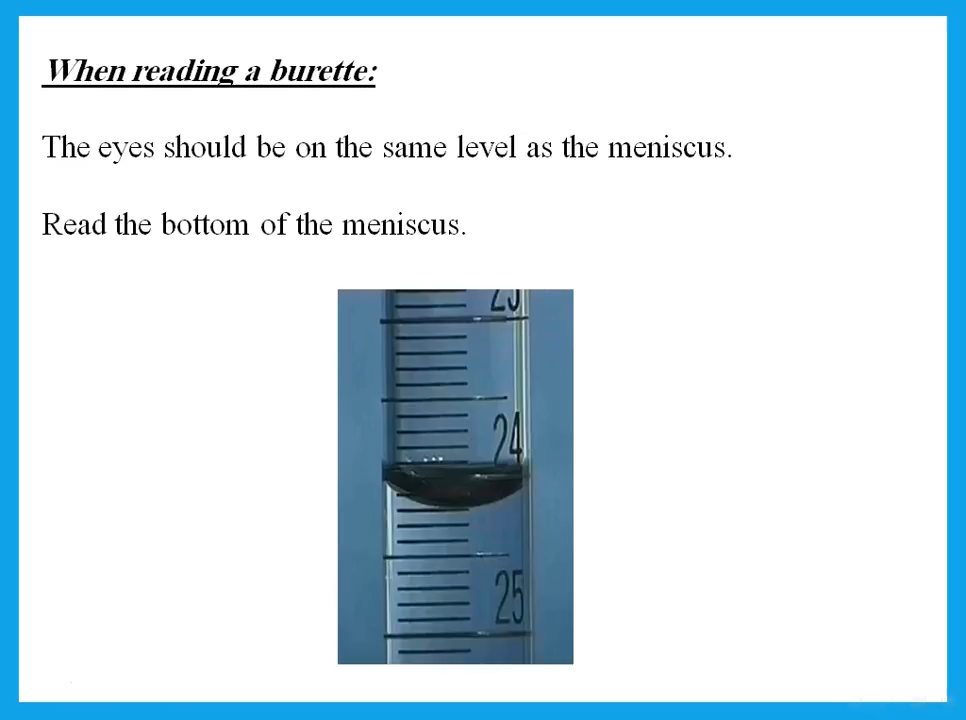 When reading a burette:
The eyes should be on the same level as the meniscus.
Read the bottom of the meniscus.
23
24
25